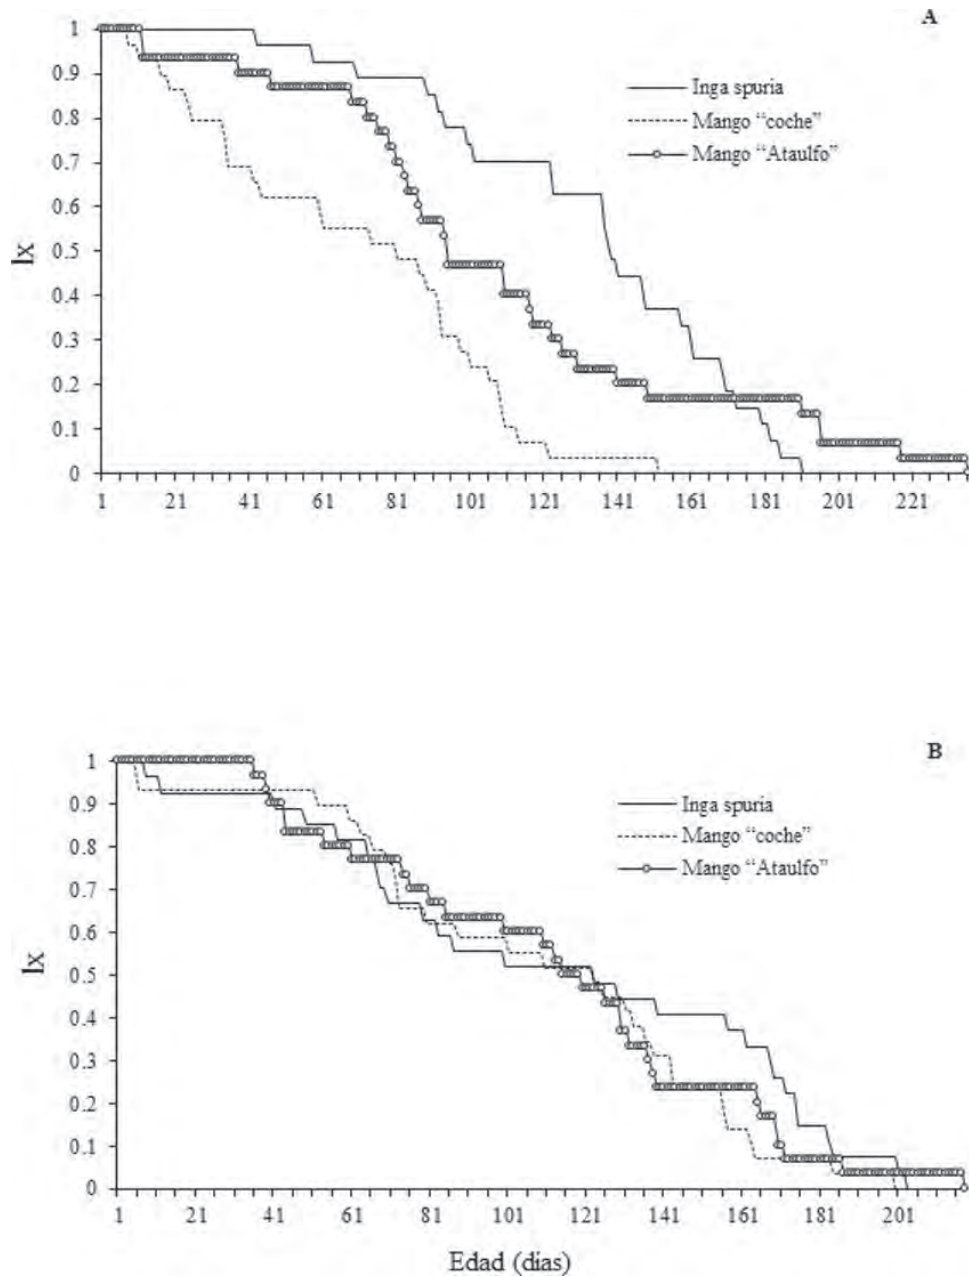 A
1
0.9
0.8
0.7
0.6
0.5
0.4
0.3
0.2
0.1
0
lx
Inga spuria
Mango “coche”
Mango “Ataulfo”
1 21 41 61 81 101 121 141 161 181 201 221
B
1
0.9
0.8
0.7
0.6
0.5
0.4
0.3
0.2
0.1
0
lx
Inga spuria
Mango “coche”
Mango “Ataulfo”
1 21 41 61 81 101 121 141 161 181 201
Edad (dias)